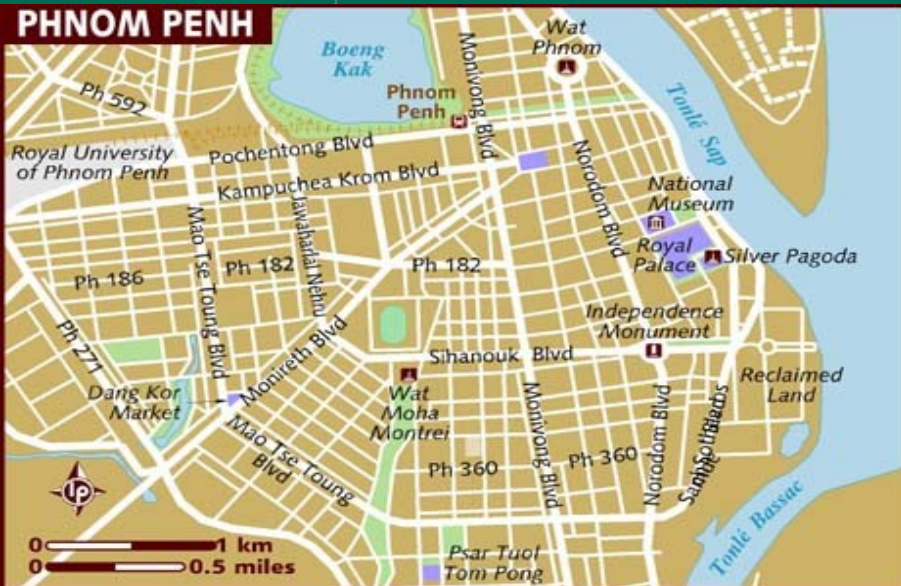 PHNOM PENH
Boeng
Kak
Wat
Phnom
Monivong Blvd
Phnom
Penh
Ph 592
Tonlé Sap
Royal University
of Phnom Penh
Pochentong Blvd
Kampuchea Krom Blvd
Norodom Blvd
National
Museum
Mao Tse Toung Blvd
Jawaharlal Nehru
Royal
Palace
Silver Pagoda
Ph 186
Ph 182
Ph 182
Independence
Monument
Ph 271
Monireth Blvd
Sihanouk Blvd
Dang Kor
Market
Wat
Moha
Montrei
Reclaimed
Land
Monivong Blvd
Norodom Blvd
Mao Tse Toung
Blvd
Ph 360
Ph 360
Tonlé Bassac
LP
0 1 km
0 0.5 miles
Psar Tuol
Tom Pong